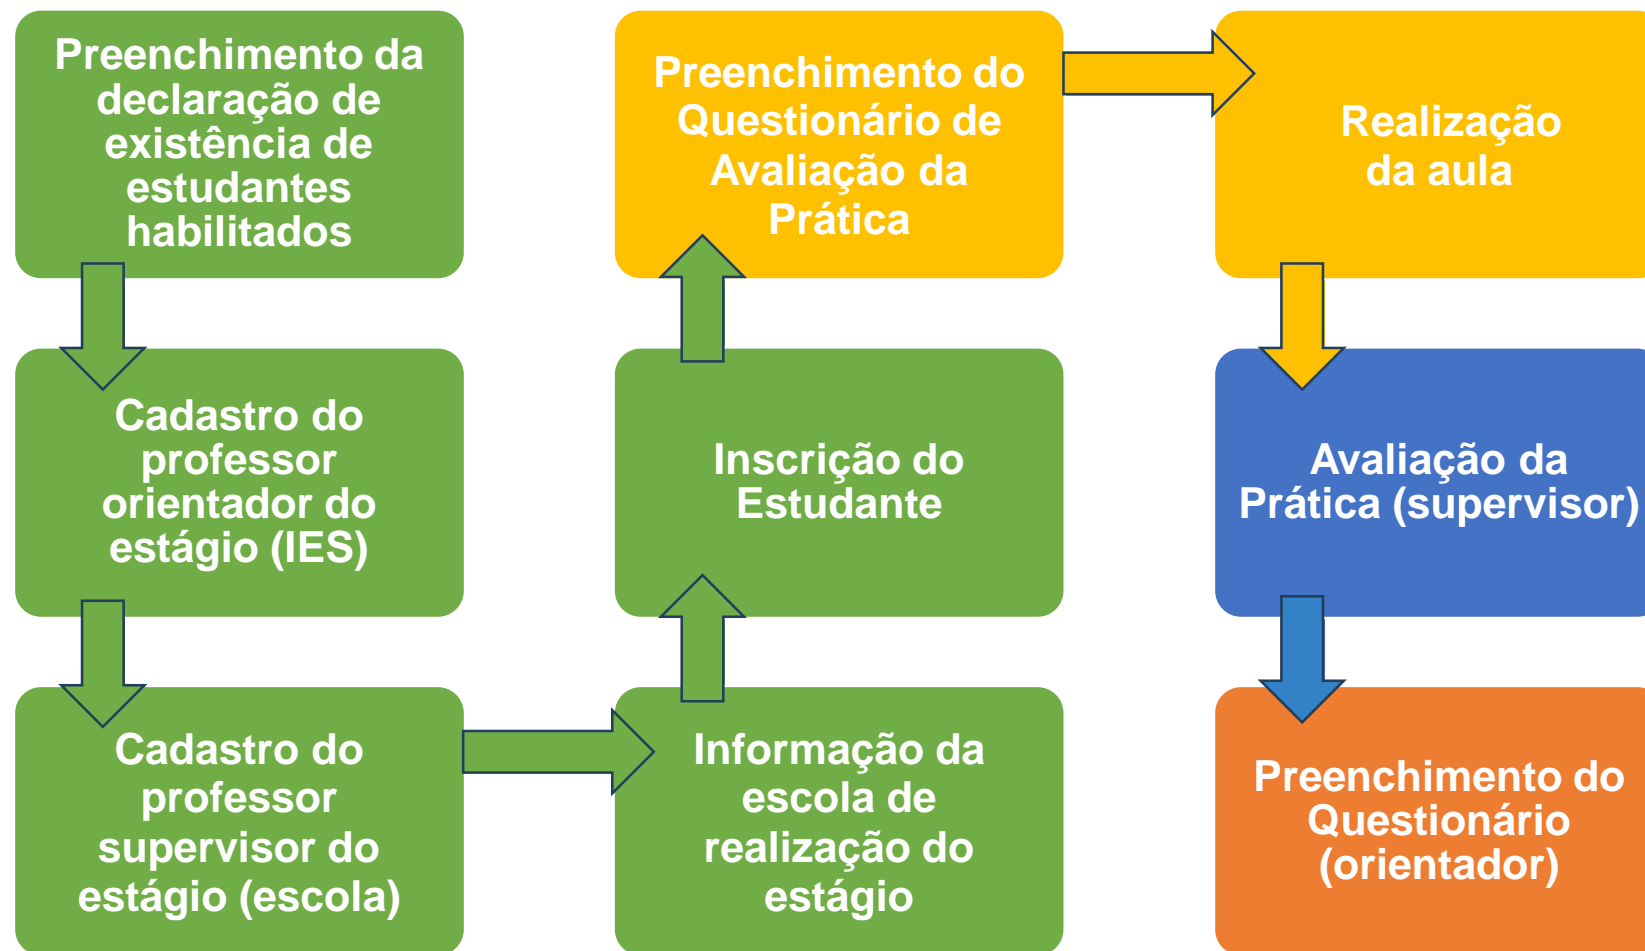 Preenchimento da
declaração de
existência de
estudantes
habilitados
Cadastro do
professor
orientador do
estágio (IES)
Cadastro do
professor
supervisor do
estágio (escola)
Informação da
escola de
realização do
estágio
Inscrição do
Estudante
Preenchimento do
Questionário de
Avaliação da
Prática
Realização
da aula
Avaliação da
Prática (supervisor)
Preenchimento do
Questionário
(orientador)